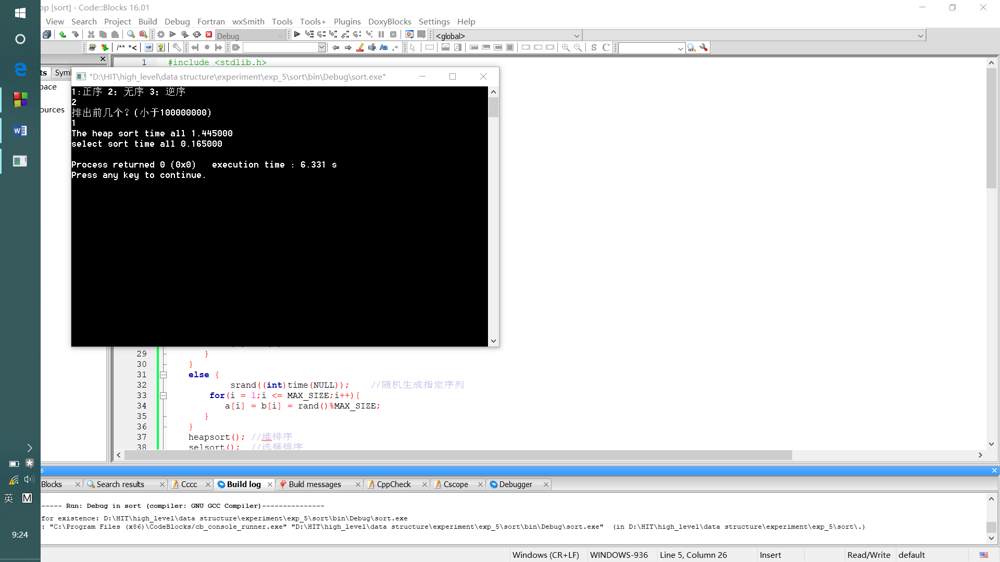 pp [sort] - Code::Blocks 16.01
View Search Project Build Debug Fortran wxSmith Tools Tools+ Plugins DoxyBlocks Settings Help
Debug
<global>
/** *<
Aa .*
S C
ts Symb
pace
ources
1 #include <stdlib.h>
"D:\HIT\high_level\data structure\experiment\exp_5\sort\bin\Debug\sort.exe"
1:正序 2: 无序 3: 逆序
2
排出前几个?(小于100000000)
1
The heap sort time all 1.445000
select sort time all 0.165000
Process returned 0 (0x0) execution time : 6.331 s
Press any key to continue.
29 }
30 }
31 else {
32 srand((int)time(NULL)); //随机生成指定序列
33 for(i = 1;i <= MAX_SIZE;i++){
34 a[i] = b[i] = rand()%MAX_SIZE;
35 }
36 }
37 heapsort(); //堆排序
38 selsort(); //选择排序
s
Blocks Search results Cccc Build log Build messages CppCheck Cscope Debugger
----- Run: Debug in sort (compiler: GNU GCC Compiler)---------------
for existence: D:\HIT\high_level\data structure\experiment\exp_5\sort\bin\Debug\sort.exe
: "C:\Program Files (x86)\CodeBlocks/cb_console_runner.exe" "D:\HIT\high_level\data structure\experiment\exp_5\sort\bin\Debug\sort.exe" (in D:\HIT\high_level\data structure\experiment\exp_5\sort\.)
Windows (CR+LF) WINDOWS-936 Line 5, Column 26 Insert Read/Write default
英 M
9:24